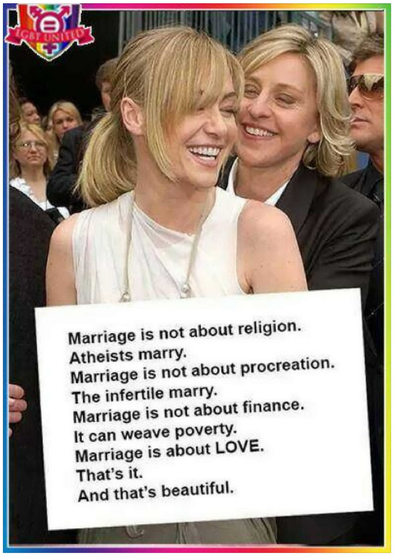 LGBT UNITED
Marriage is not about religion.
Atheists marry.
Marriage is not about procreation.
The infertile marry.
Marriage is not about finance.
It can weave poverty.
Marriage is about LOVE.
That's it.
And that's beautiful.